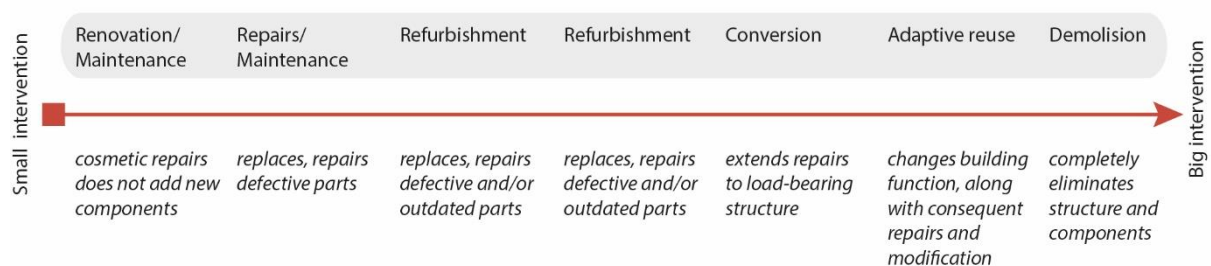 Small intervention
Renovation/
Maintenance
Repairs/
Maintenance
Refurbishment
Refurbishment
Conversion
Adaptive reuse
Demolision
cosmetic repairs
does not add new
components
replaces, repairs
defective parts
replaces, repairs
defective and/or
outdated parts
replaces, repairs
defective and/or
outdated parts
extends repairs
to load-bearing
structure
changes building
function, along
with consequent
repairs and
modification
completely
eliminates
structure and
components
Big intervention